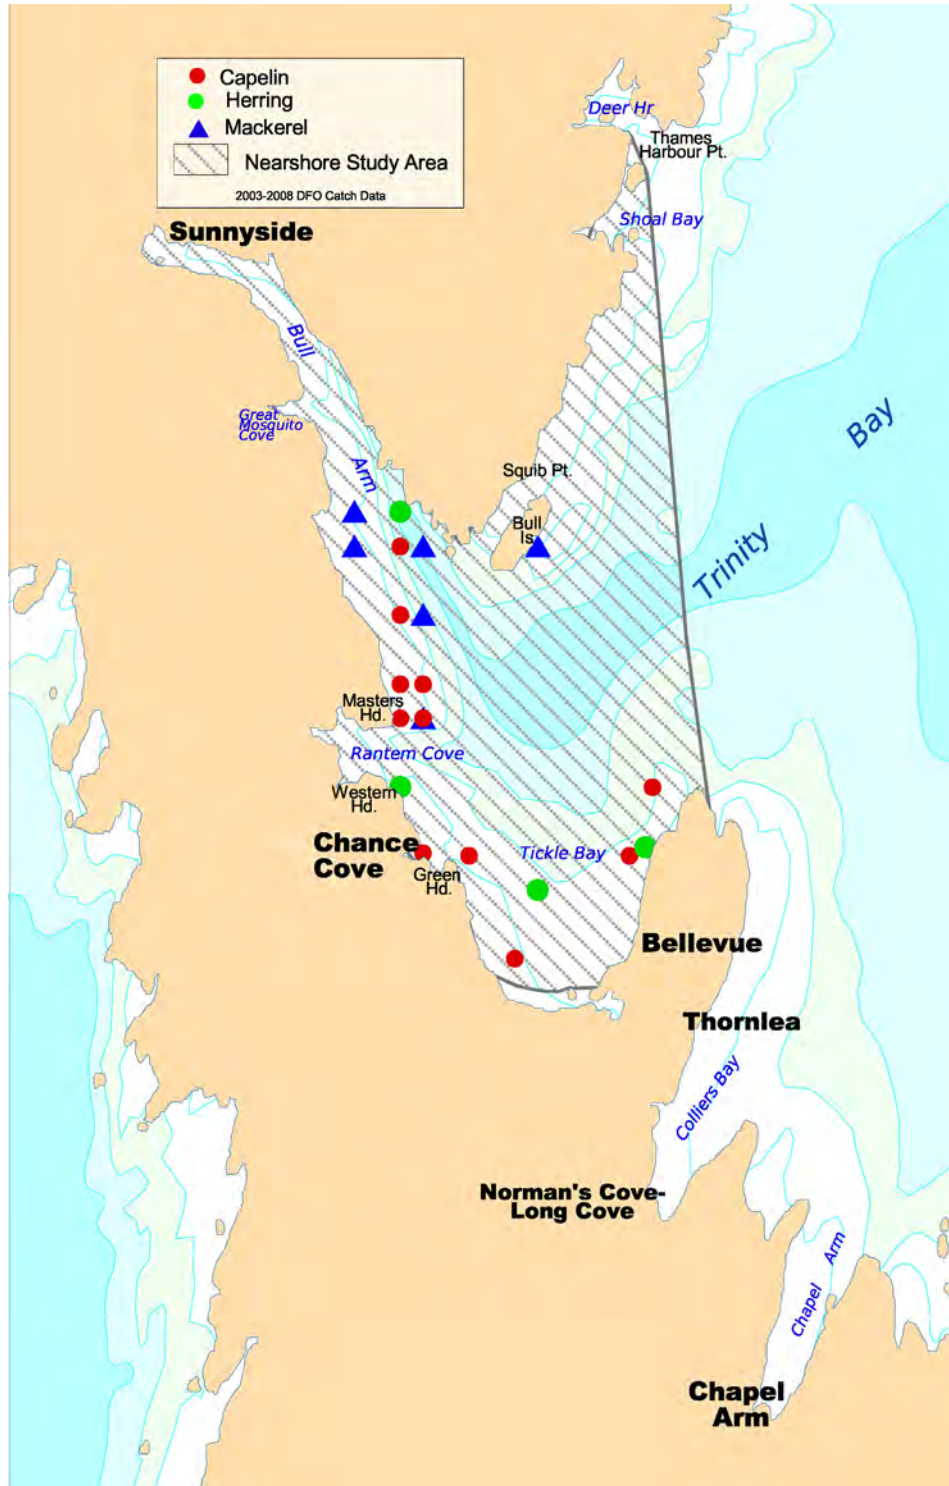 Capelin
Herring
Mackerel
Nearshore Study Area
2003-2008 DFO Catch Data
Deer Hr
Thames
Harbour Pt.
Shoal Bay
Sunnyside
Bull
Arm
Great
Mosquito
Cove
Bay
Trinity
Squib Pt.
Bull
Is.
Masters
Hd.
Rantem Cove
Western
Hd.
Chance
Cove
Green
Hd.
Tickle Bay
Bellevue
Thornlea
Colliers Bay
Norman's Cove-
Long Cove
Chapel Arm
Chapel
Arm